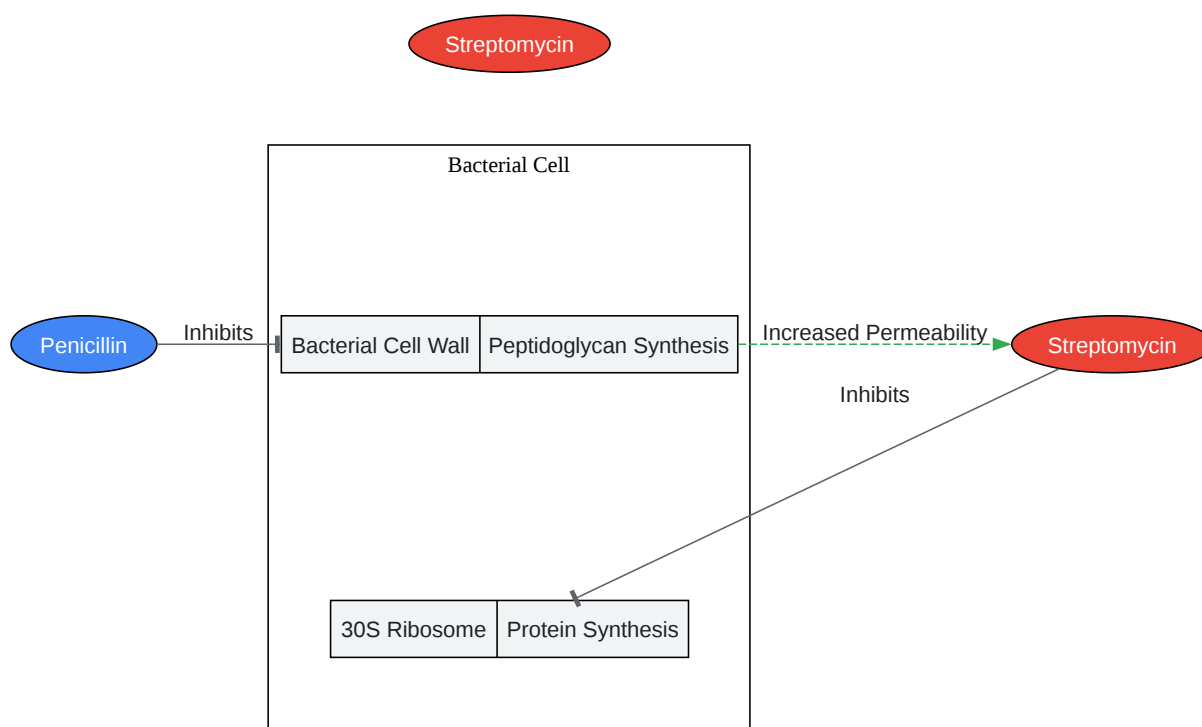 Streptomycin
Bacterial Cell
Penicillin
Inhibits
Bacterial Cell Wall
Peptidoglycan Synthesis
Increased Permeability
Streptomycin
Inhibits
30S Ribosome
Protein Synthesis